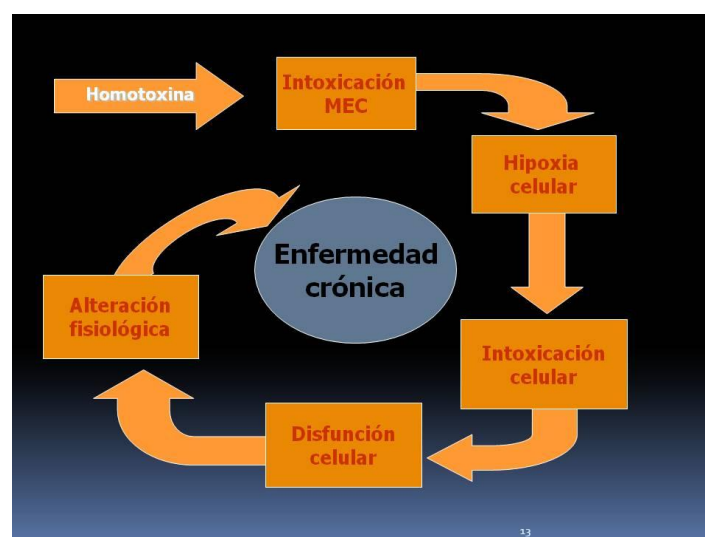 Homotoxina
Intoxicación
MEC
Hipoxia
celular
Intoxicación
celular
Disfunción
celular
Alteración
fisiológica
Enfermedad
crónica
13